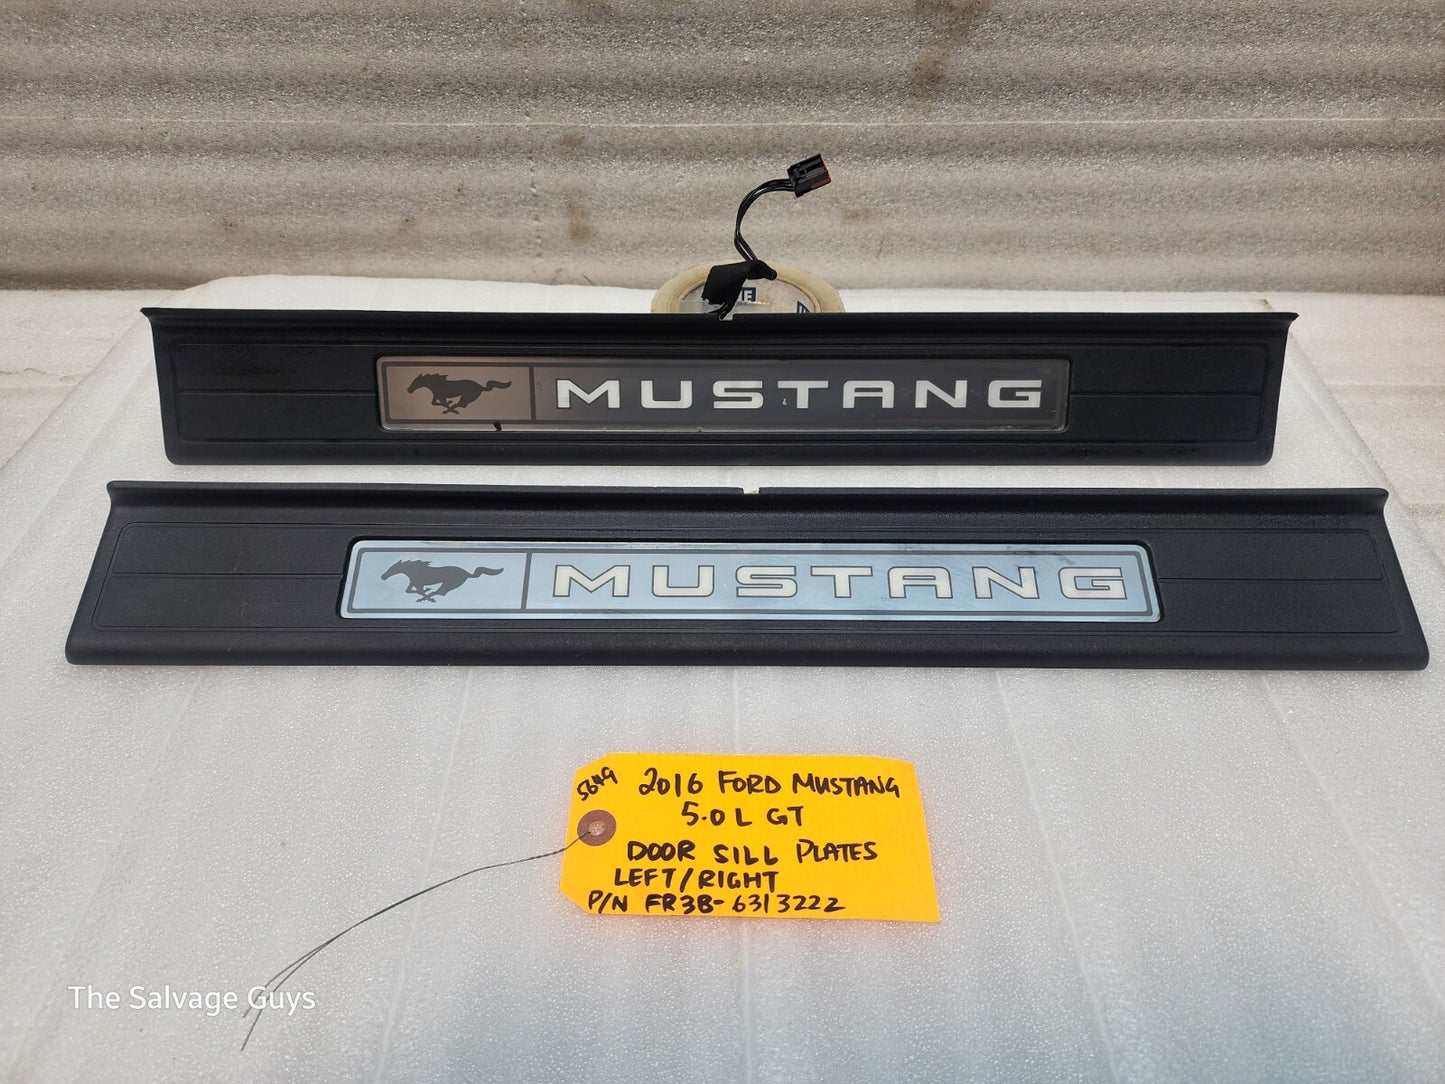 MUSTANG
MUSTANG
5649
2016 FORD MUSTANG
5.0L GT
DOOR SILL PLATES
LEFT/RIGHT
P/N FR3B-6313222
The Salvage Guys